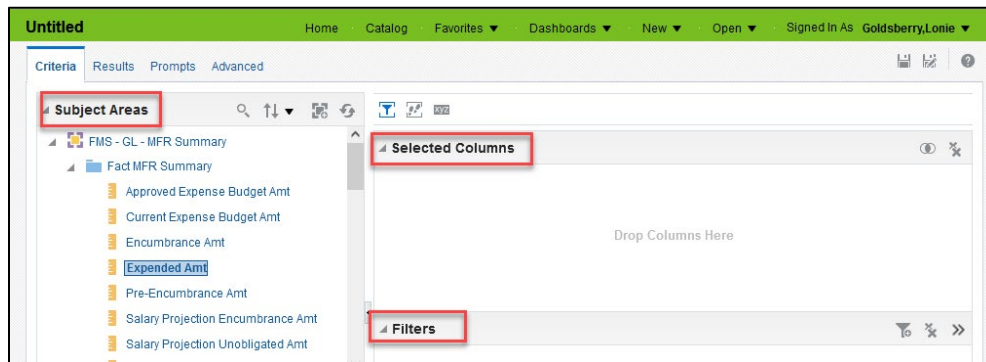 Untitled Home Catalog Favorites Dashboards New Open Signed In As Goldsberry,Lonie
Criteria Results Prompts Advanced
Subject Areas
FMS - GL - MFR Summary
Fact MFR Summary
Approved Expense Budget Amt
Current Expense Budget Amt
Encumbrance Amt
Expended Amt
Pre-Encumbrance Amt
Salary Projection Encumbrance Amt
Salary Projection Unobligated Amt
XYZ
Selected Columns
Drop Columns Here
Filters